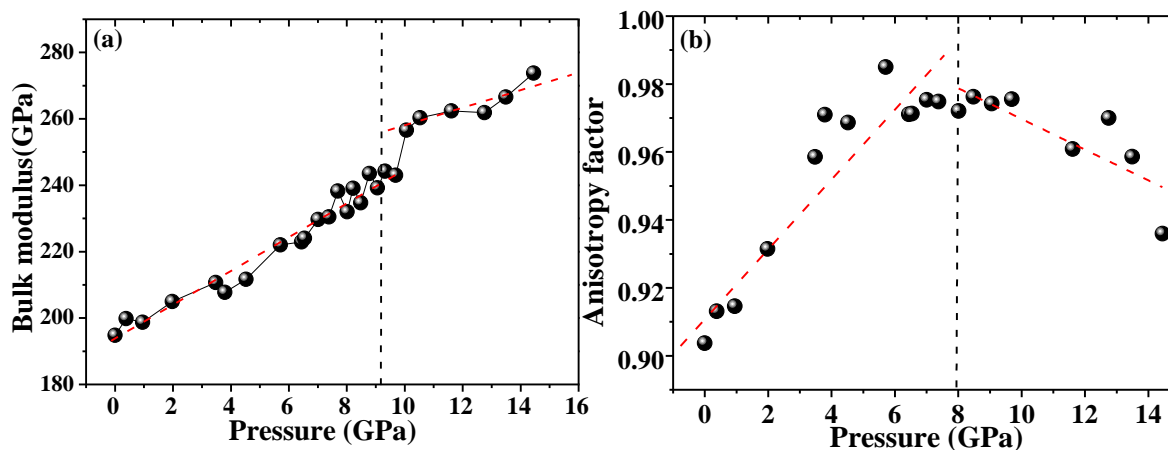 (a)
Bulk modulus(GPa)
280
260
240
220
200
180
0 2 4 6 8 10 12 14 16
Pressure (GPa)
(b)
Anisotropy factor
1.00
0.98
0.96
0.94
0.92
0.90
0 2 4 6 8 10 12 14
Pressure (GPa)